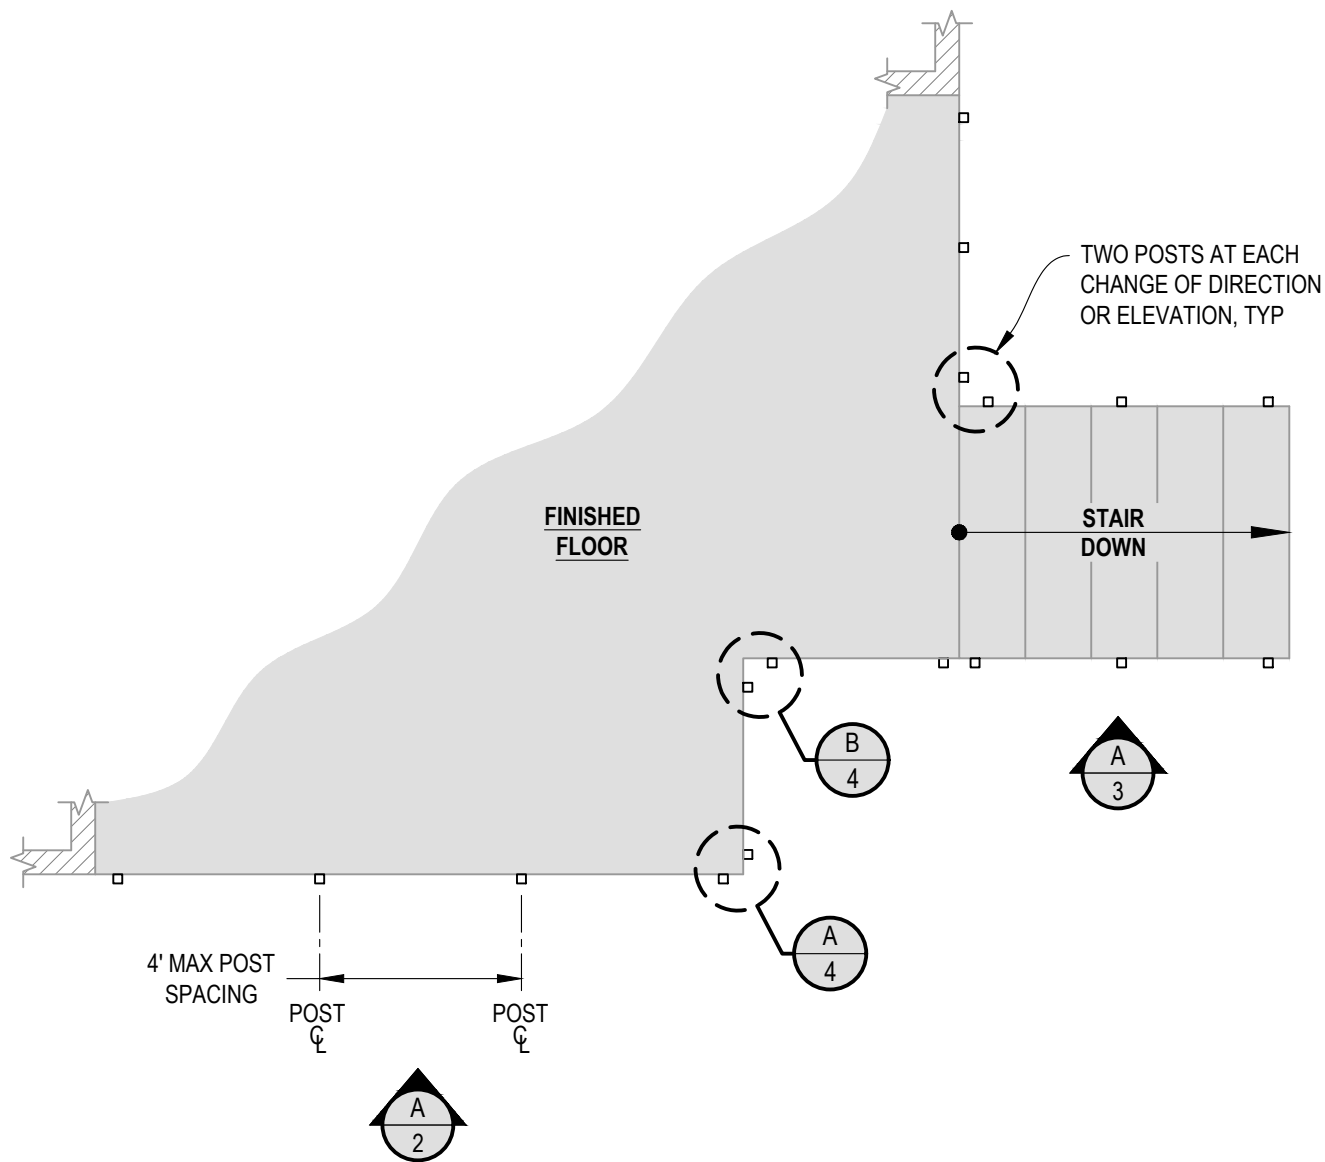 TWO POSTS AT EACH
CHANGE OF DIRECTION
OR ELEVATION, TYP
FINISHED
FLOOR
STAIR
DOWN
B
4
A
3
A
4
4' MAX POST
SPACING
POST
℄
POST
℄
A
2